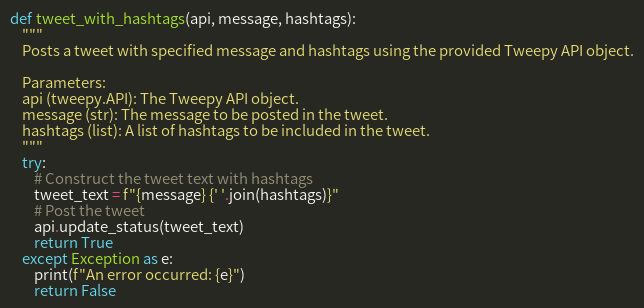 def tweet_with_hashtags(api, message, hashtags):
    """
    Posts a tweet with specified message and hashtags using the provided Tweepy API object.

    Parameters:
    api (tweepy.API): The Tweepy API object.
    message (str): The message to be posted in the tweet.
    hashtags (list): A list of hashtags to be included in the tweet.
    """
    try:
        # Construct the tweet text with hashtags
        tweet_text = f"{message} {' '.join(hashtags)}"
        # Post the tweet
        api.update_status(tweet_text)
        return True
    except Exception as e:
        print(f"An error occurred: {e}")
        return False